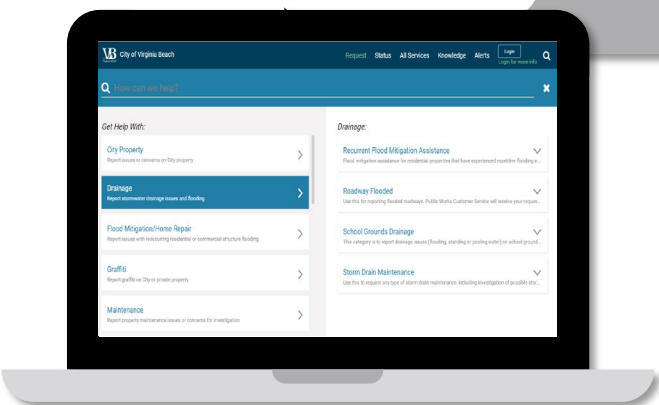 VB City of Virginia Beach
Request Status All Services Knowledge Alerts Login
Login for more info
How can we help?
Get Help With:
City Property
Report issues or concerns on City property
Drainage
Report stormwater drainage issues and flooding
Flood Mitigation/Home Repair
Report issues with reoccurring residential or commercial structure flooding
Graffiti
Report graffiti on City or private property
Maintenance
Report property maintenance issues or concerns for investigation
Drainage:
Recurrent Flood Mitigation Assistance
Flood mitigation assistance for residential properties that have experienced repetitive flooding e...
Roadway Flooded
Use this for reporting flooded roadways. Public Works Customer Service will receive your reques...
School Grounds Drainage
This category is to report drainage issues (flooding, standing or pooling water) on school ground...
Storm Drain Maintenance
Use this to request any type of storm drain maintenance, including investigation of possible stor...